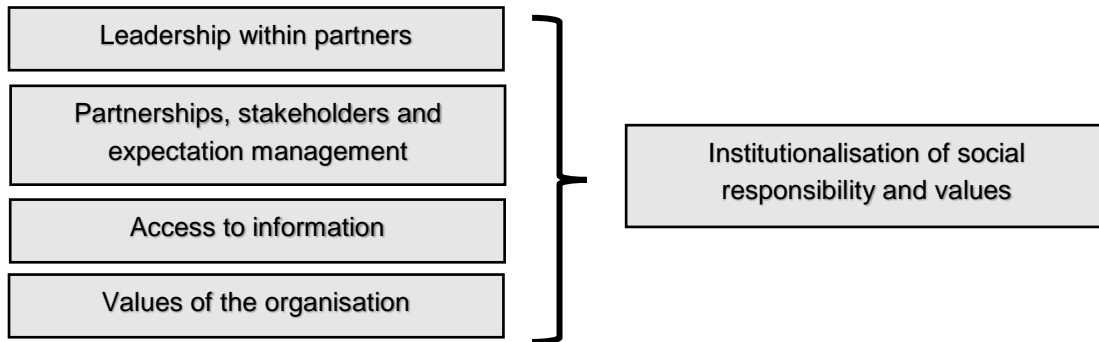 Leadership within partners
Partnerships, stakeholders and
expectation management
Access to information
Values of the organisation
Institutionalisation of social
responsibility and values